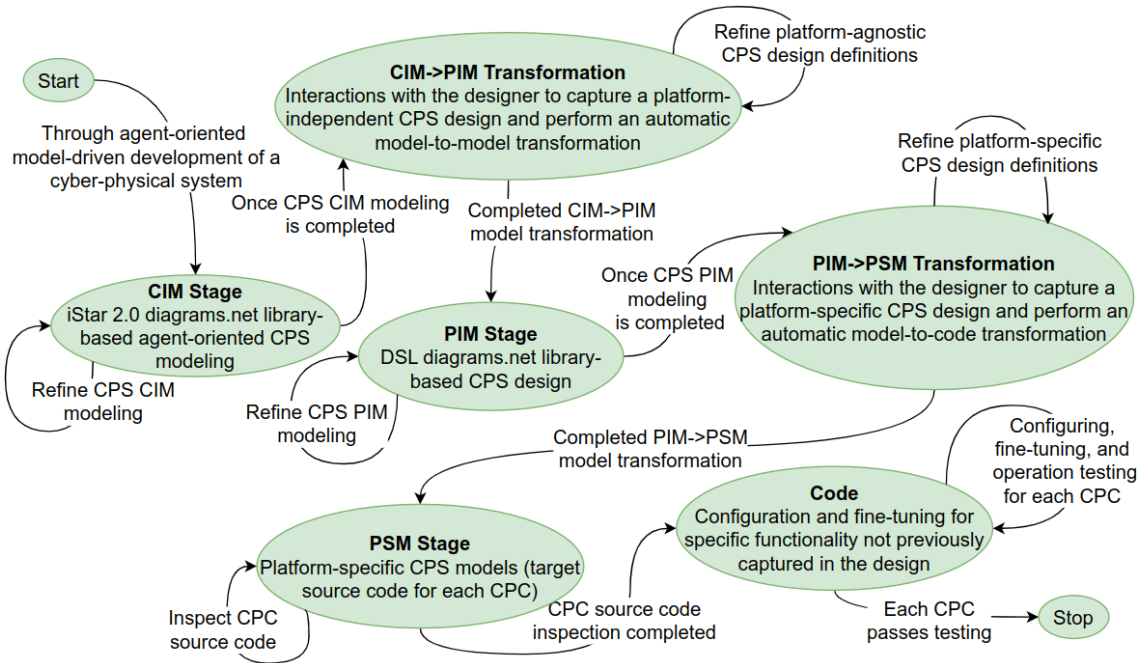 Start
Through agent-oriented
model-driven development of a
cyber-physical system
CIM Stage
iStar 2.0 diagrams.net library-
based agent-oriented CPS
modeling
Refine CPS CIM
modeling
Once CPS CIM modeling
is completed
CIM->PIM Transformation
Interactions with the designer to capture a platform-
independent CPS design and perform an automatic
model-to-model transformation
Refine platform-agnostic
CPS design definitions
Completed CIM->PIM
model transformation
PIM Stage
DSL diagrams.net library-
based CPS design
Refine CPS PIM
modeling
Once CPS PIM
modeling
is completed
Refine platform-specific
CPS design definitions
PIM->PSM Transformation
Interactions with the designer to capture a
platform-specific CPS design and perform an
automatic model-to-code transformation
Completed PIM->PSM
model transformation
PSM Stage
Platform-specific CPS models (target
source code for each CPC)
Inspect CPC
source code
CPC source code
inspection completed
Code
Configuration and fine-tuning for
specific functionality not previously
captured in the design
Configuring,
fine-tuning, and
operation testing
for each CPC
Each CPC
passes testing
Stop